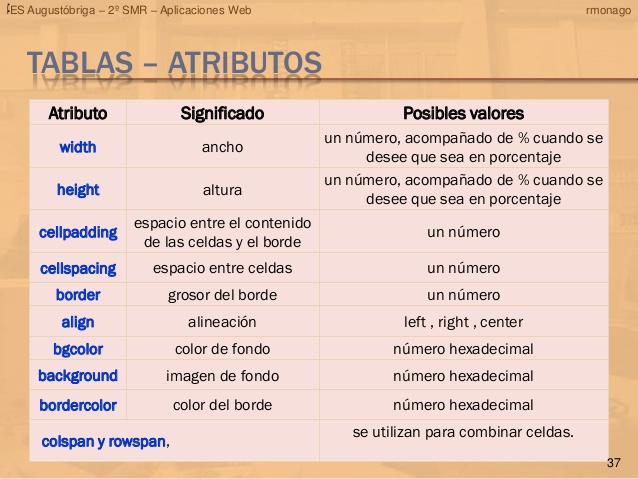 IES Augustóbriga – 2º SMR – Aplicaciones Web rmonago
TABLAS – ATRIBUTOS
Atributo Significado Posibles valores
width ancho un número, acompañado de % cuando se
desee que sea en porcentaje
height altura un número, acompañado de % cuando se
desee que sea en porcentaje
cellpadding espacio entre el contenido
de las celdas y el borde un número
cellspacing espacio entre celdas un número
border grosor del borde un número
align alineación left , right , center
bgcolor color de fondo número hexadecimal
background imagen de fondo número hexadecimal
bordercolor color del borde número hexadecimal
colspan y rowspan, se utilizan para combinar celdas.
37